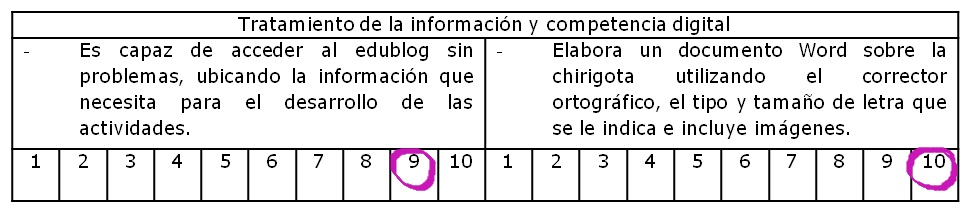 Tratamiento de la información y competencia digital
- Es capaz de acceder al edublog sin
problemas, ubicando la información que
necesita para el desarrollo de las
actividades.
- Elabora un documento Word sobre la
chirigota utilizando el corrector
ortográfico, el tipo y tamaño de letra que
se le indica e incluye imágenes.
1 2 3 4 5 6 7 8 9 10 1 2 3 4 5 6 7 8 9 10